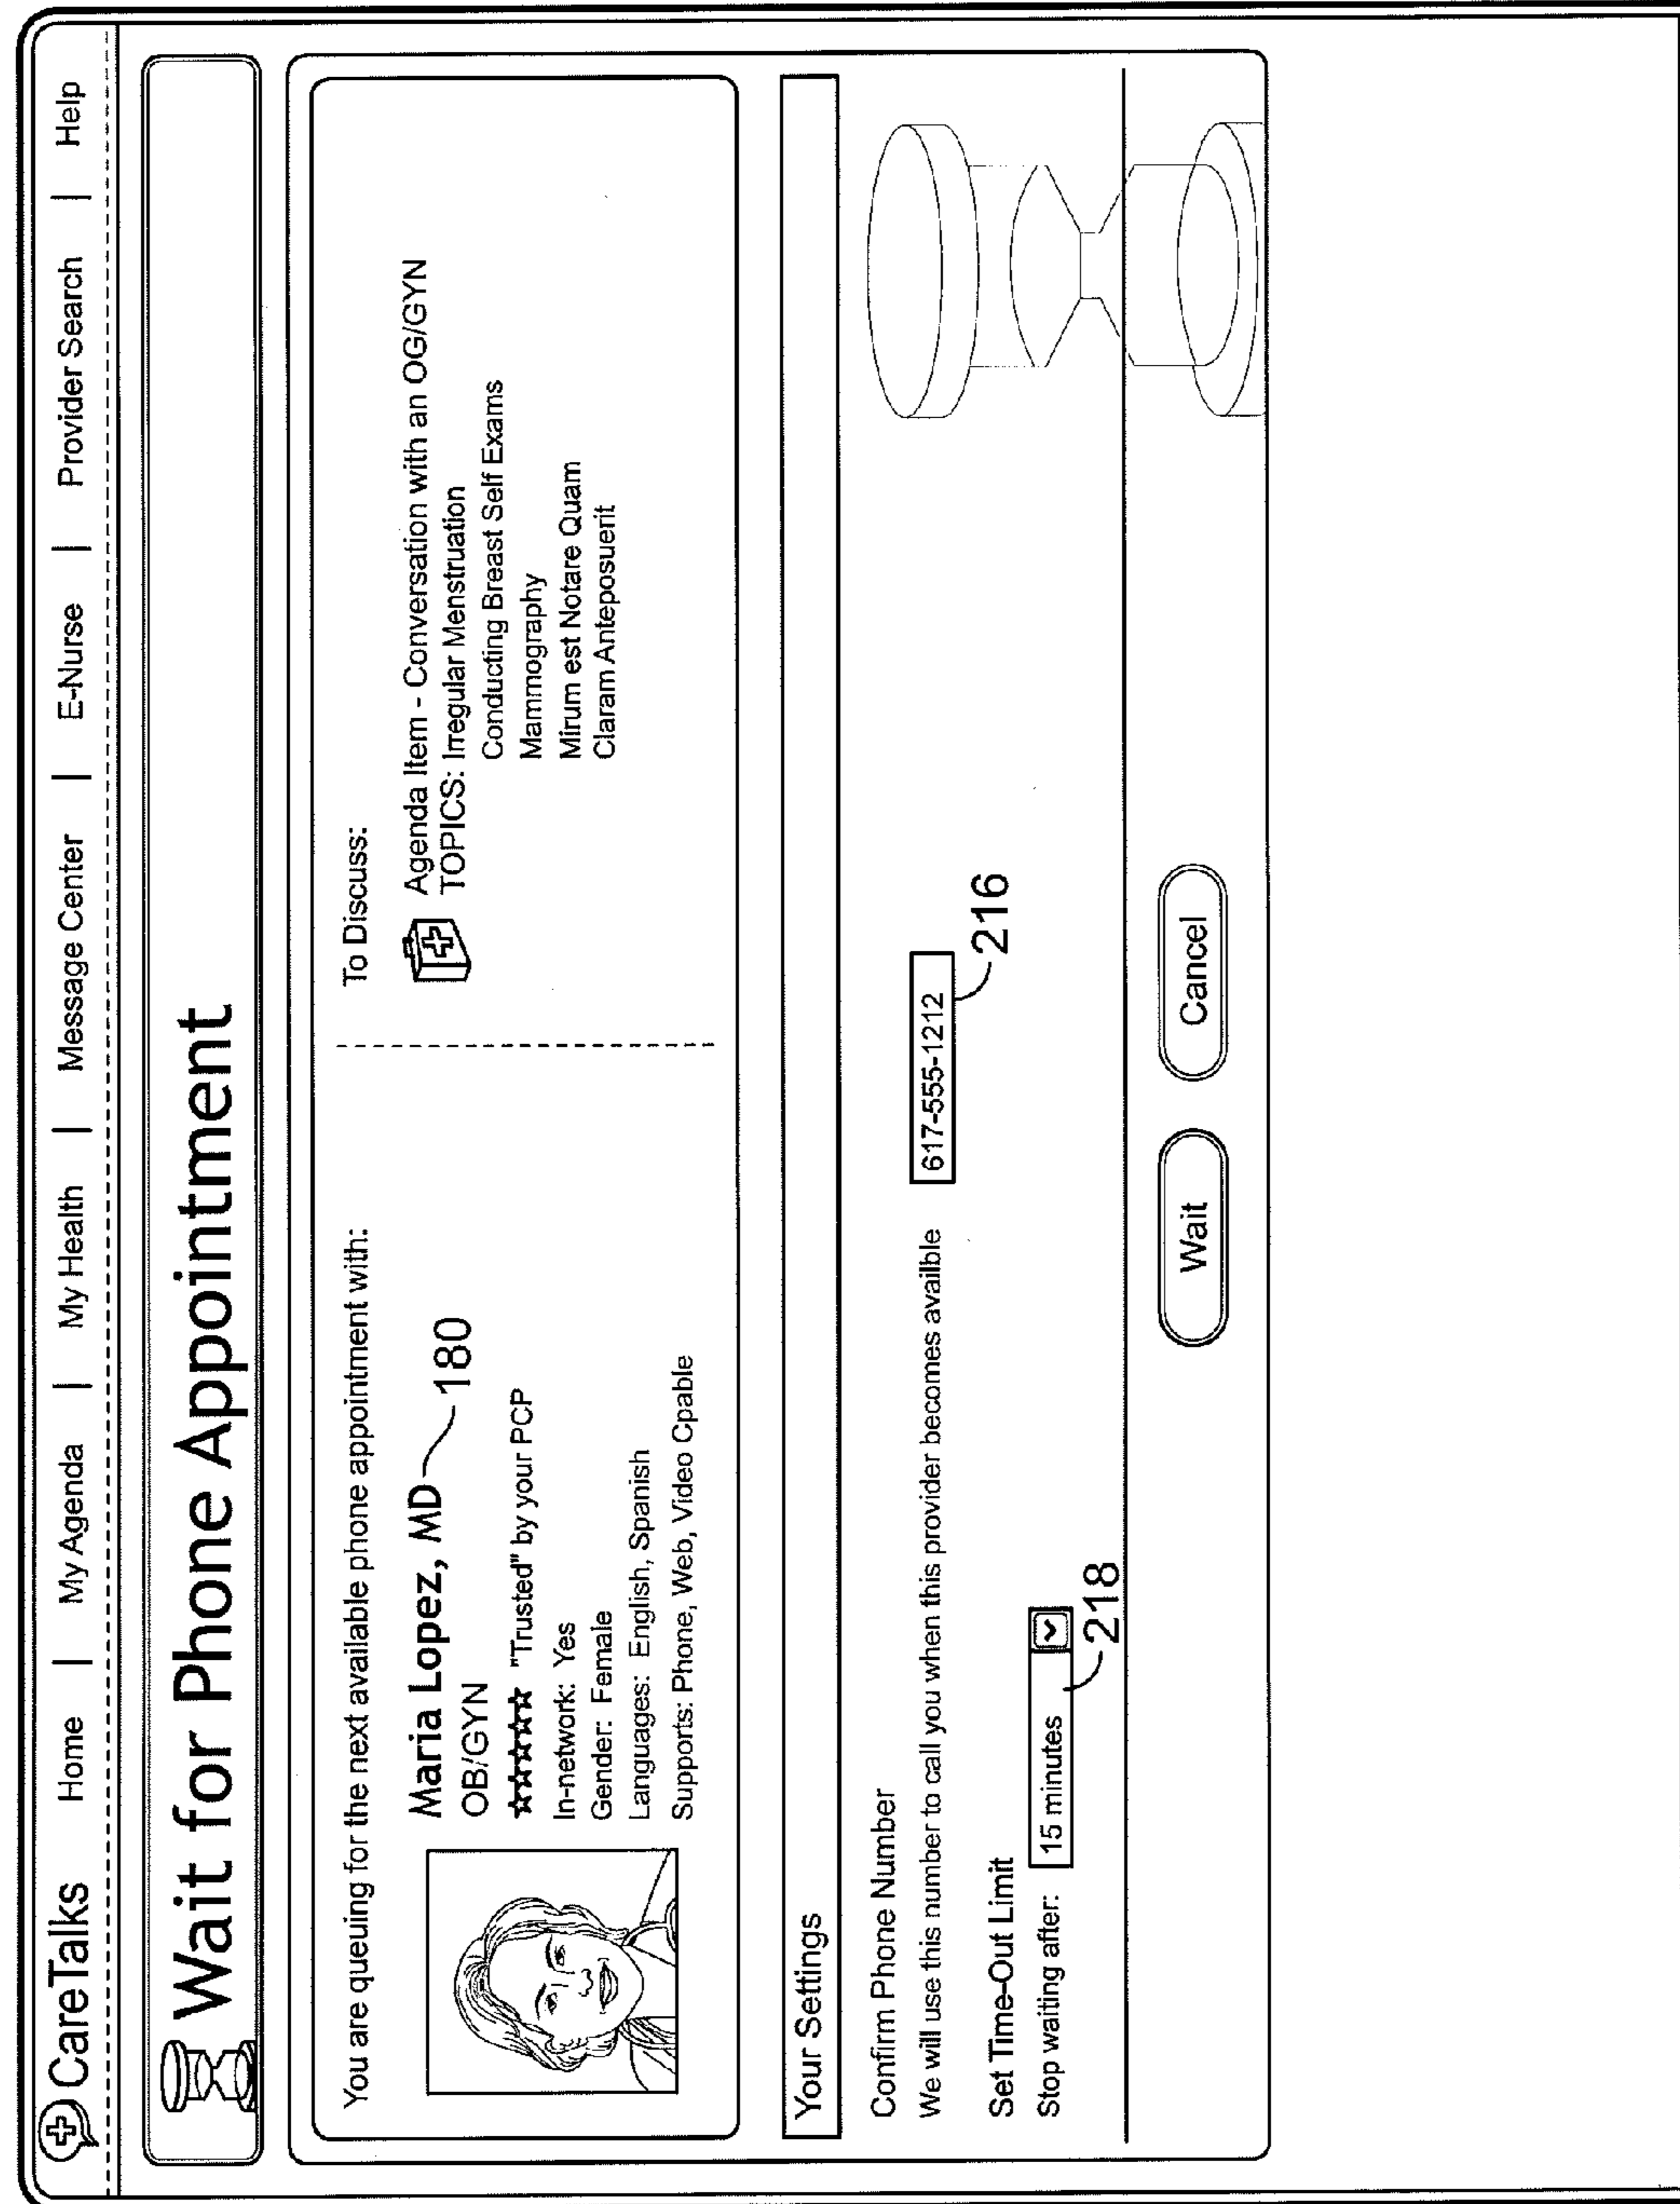 CareTalks Home | My Agenda | My Health | Message Center | E-Nurse | Provider Search | Help
Wait for Phone Appointment
You are queuing for the next available phone appointment with:
Maria Lopez, MD 180
OB/GYN
☆☆☆☆☆ "Trusted" by your PCP
In-network: Yes
Gender: Female
Languages: English, Spanish
Supports: Phone, Web, Video Cpable
To Discuss:
Agenda Item - Conversation with an OG/GYN
TOPICS: Irregular Menstruation
Conducting Breast Self Exams
Mammography
Mirum est Notare Quam
Claram Anteposuerit
Your Settings
Confirm Phone Number
We will use this number to call you when this provider becomes availble 617-555-1212
216
Set Time-Out Limit
Stop waiting after: 15 minutes
218
Wait Cancel